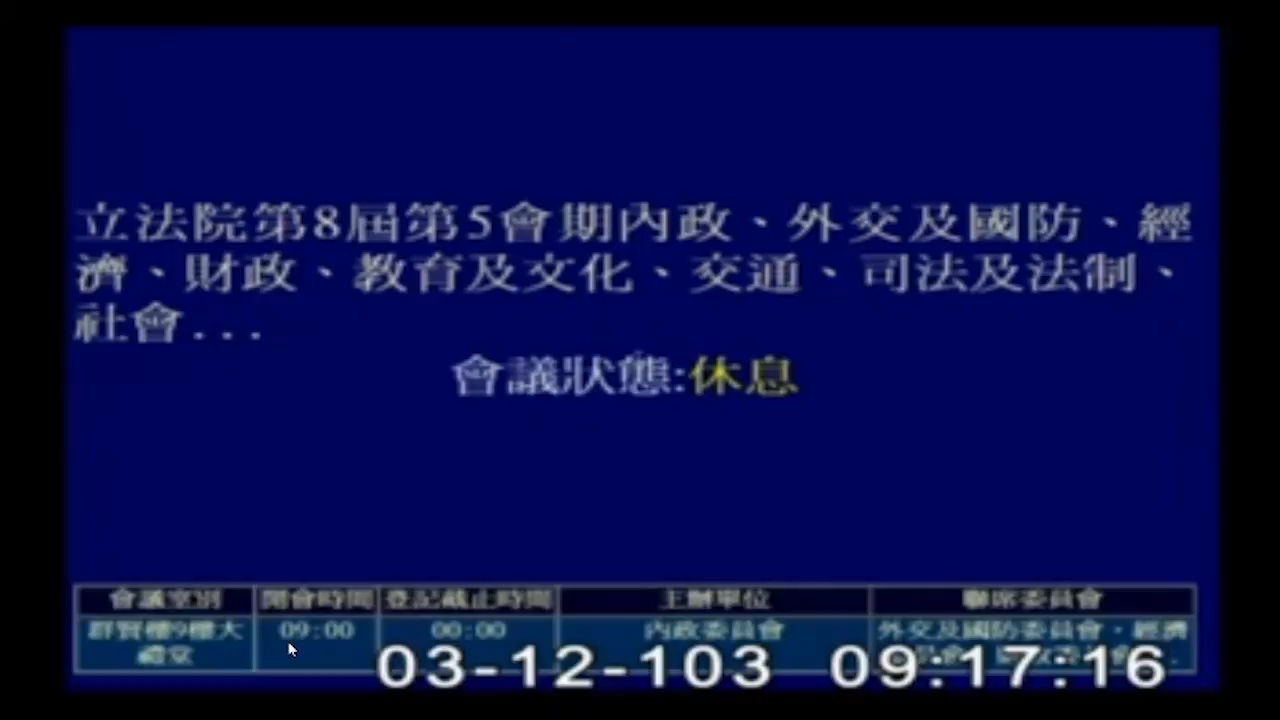 立法院第8屆第5會期內政、外交及國防、經
濟、財政、教育及文化、交通、司法及法制、
社會...
會議狀態:休息
會議室別 開會時間 登記截止時間 主辦單位 聯席委員會
群賢樓9樓大 09:00 00:00 內政委員會 外交及國防委員會，經濟
禮堂
03-12-103 09:17:16